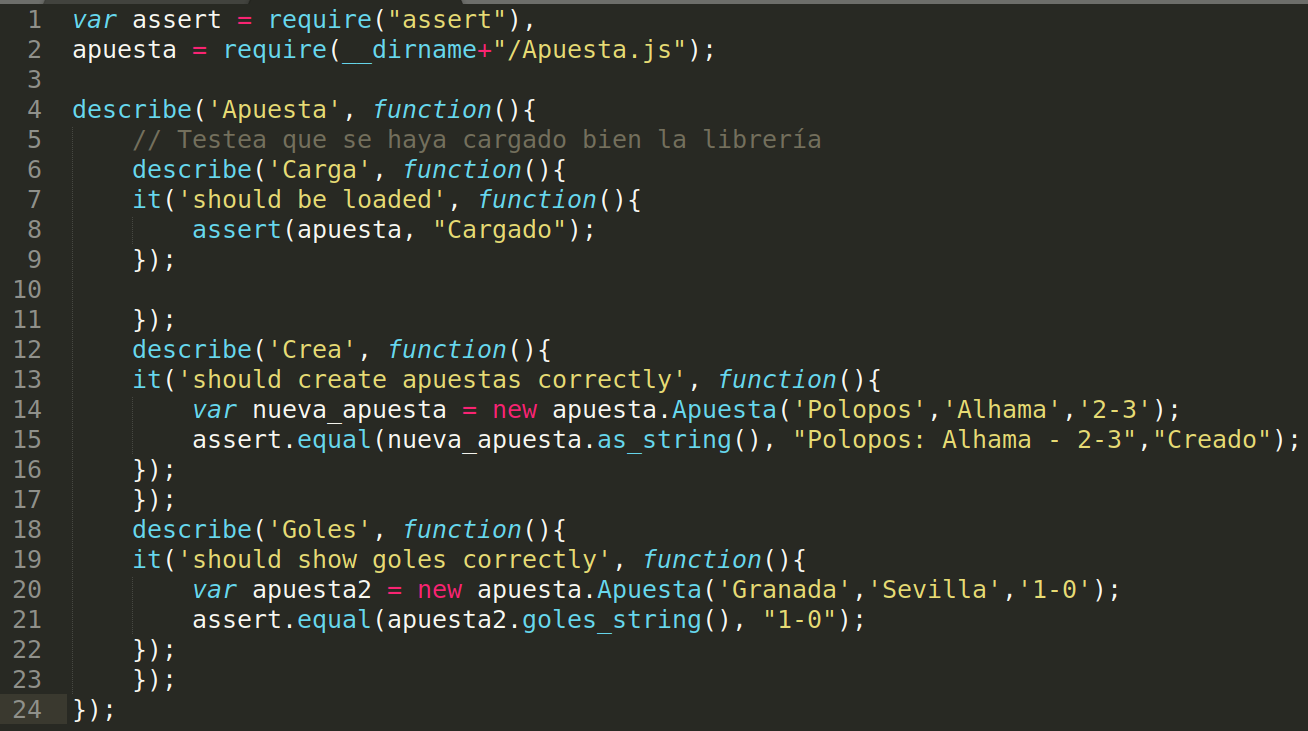 1 var assert = require("assert"),
2 apuesta = require(__dirname+"/Apuesta.js");
3
4 describe('Apuesta', function(){
5     // Testea que se haya cargado bien la librería
6     describe('Carga', function(){
7     it('should be loaded', function(){
8         assert(apuesta, "Cargado");
9     });
10
11     });
12     describe('Crea', function(){
13     it('should create apuestas correctly', function(){
14         var nueva_apuesta = new apuesta.Apuesta('Polopos','Alhama','2-3');
15         assert.equal(nueva_apuesta.as_string(), "Polopos: Alhama - 2-3","Creado");
16     });
17     });
18     describe('Goles', function(){
19     it('should show goles correctly', function(){
20         var apuesta2 = new apuesta.Apuesta('Granada','Sevilla','1-0');
21         assert.equal(apuesta2.goles_string(), "1-0");
22     });
23     });
24 });